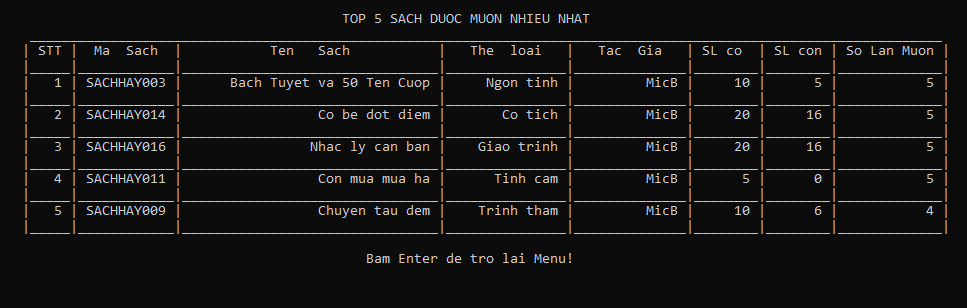 TOP 5 SACH DUOC MUON NHIEU NHAT
STT | Ma Sach | Ten Sach | The loai | Tac Gia | SL co | SL con | So Lan Muon
1 | SACHHAY003 | Bach Tuyet va 50 Ten Cuop | Ngon tinh | MicB | 10 | 5 | 5
2 | SACHHAY014 | Co be dot diem | Co tich | MicB | 20 | 16 | 5
3 | SACHHAY016 | Nhac ly can ban | Giao trinh | MicB | 20 | 16 | 5
4 | SACHHAY011 | Con mua mua ha | Tinh cam | MicB | 5 | 0 | 5
5 | SACHHAY009 | Chuyen tau dem | Trinh tham | MicB | 10 | 6 | 4
Bam Enter de tro lai Menu!